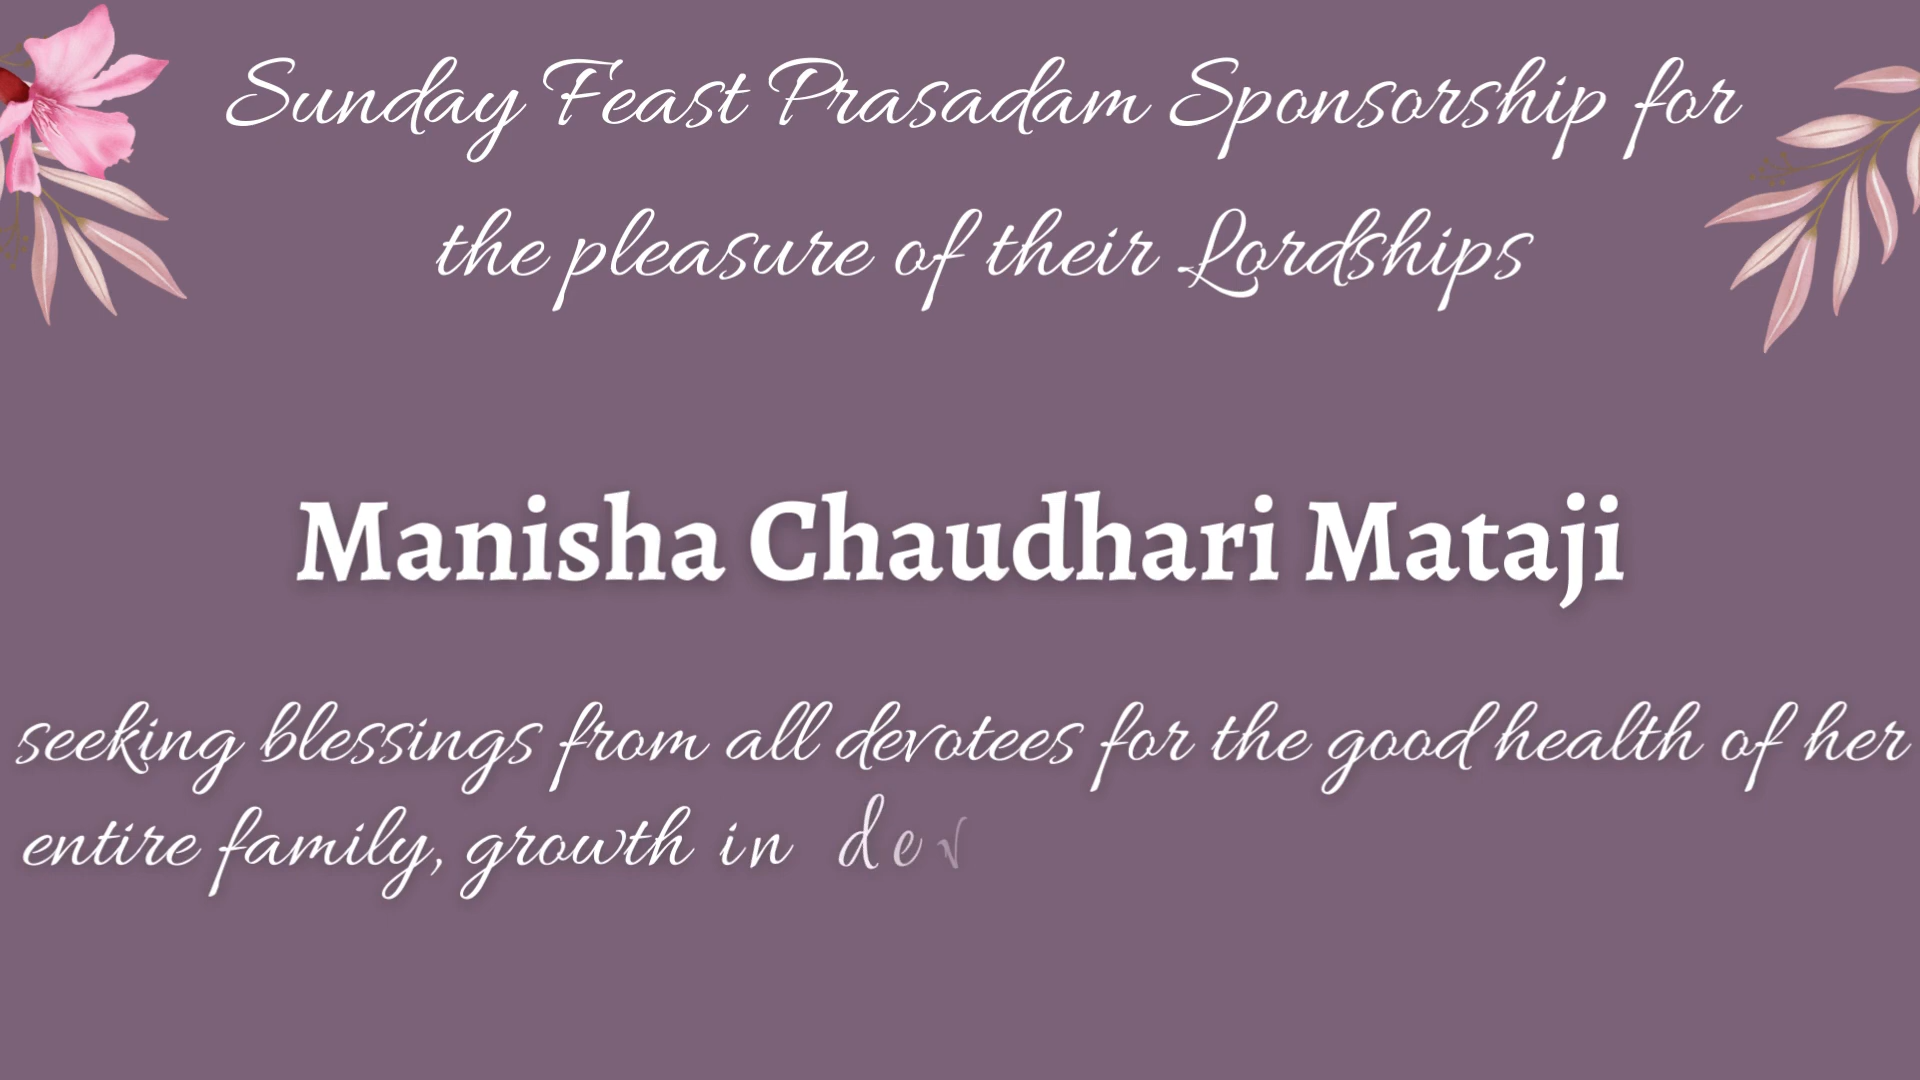 Sunday Feast Prasadam Sponsorship for
the pleasure of their Lordships
Manisha Chaudhari Mataji
seeking blessings from all devotees for the good health of her
entire family, growth in dev